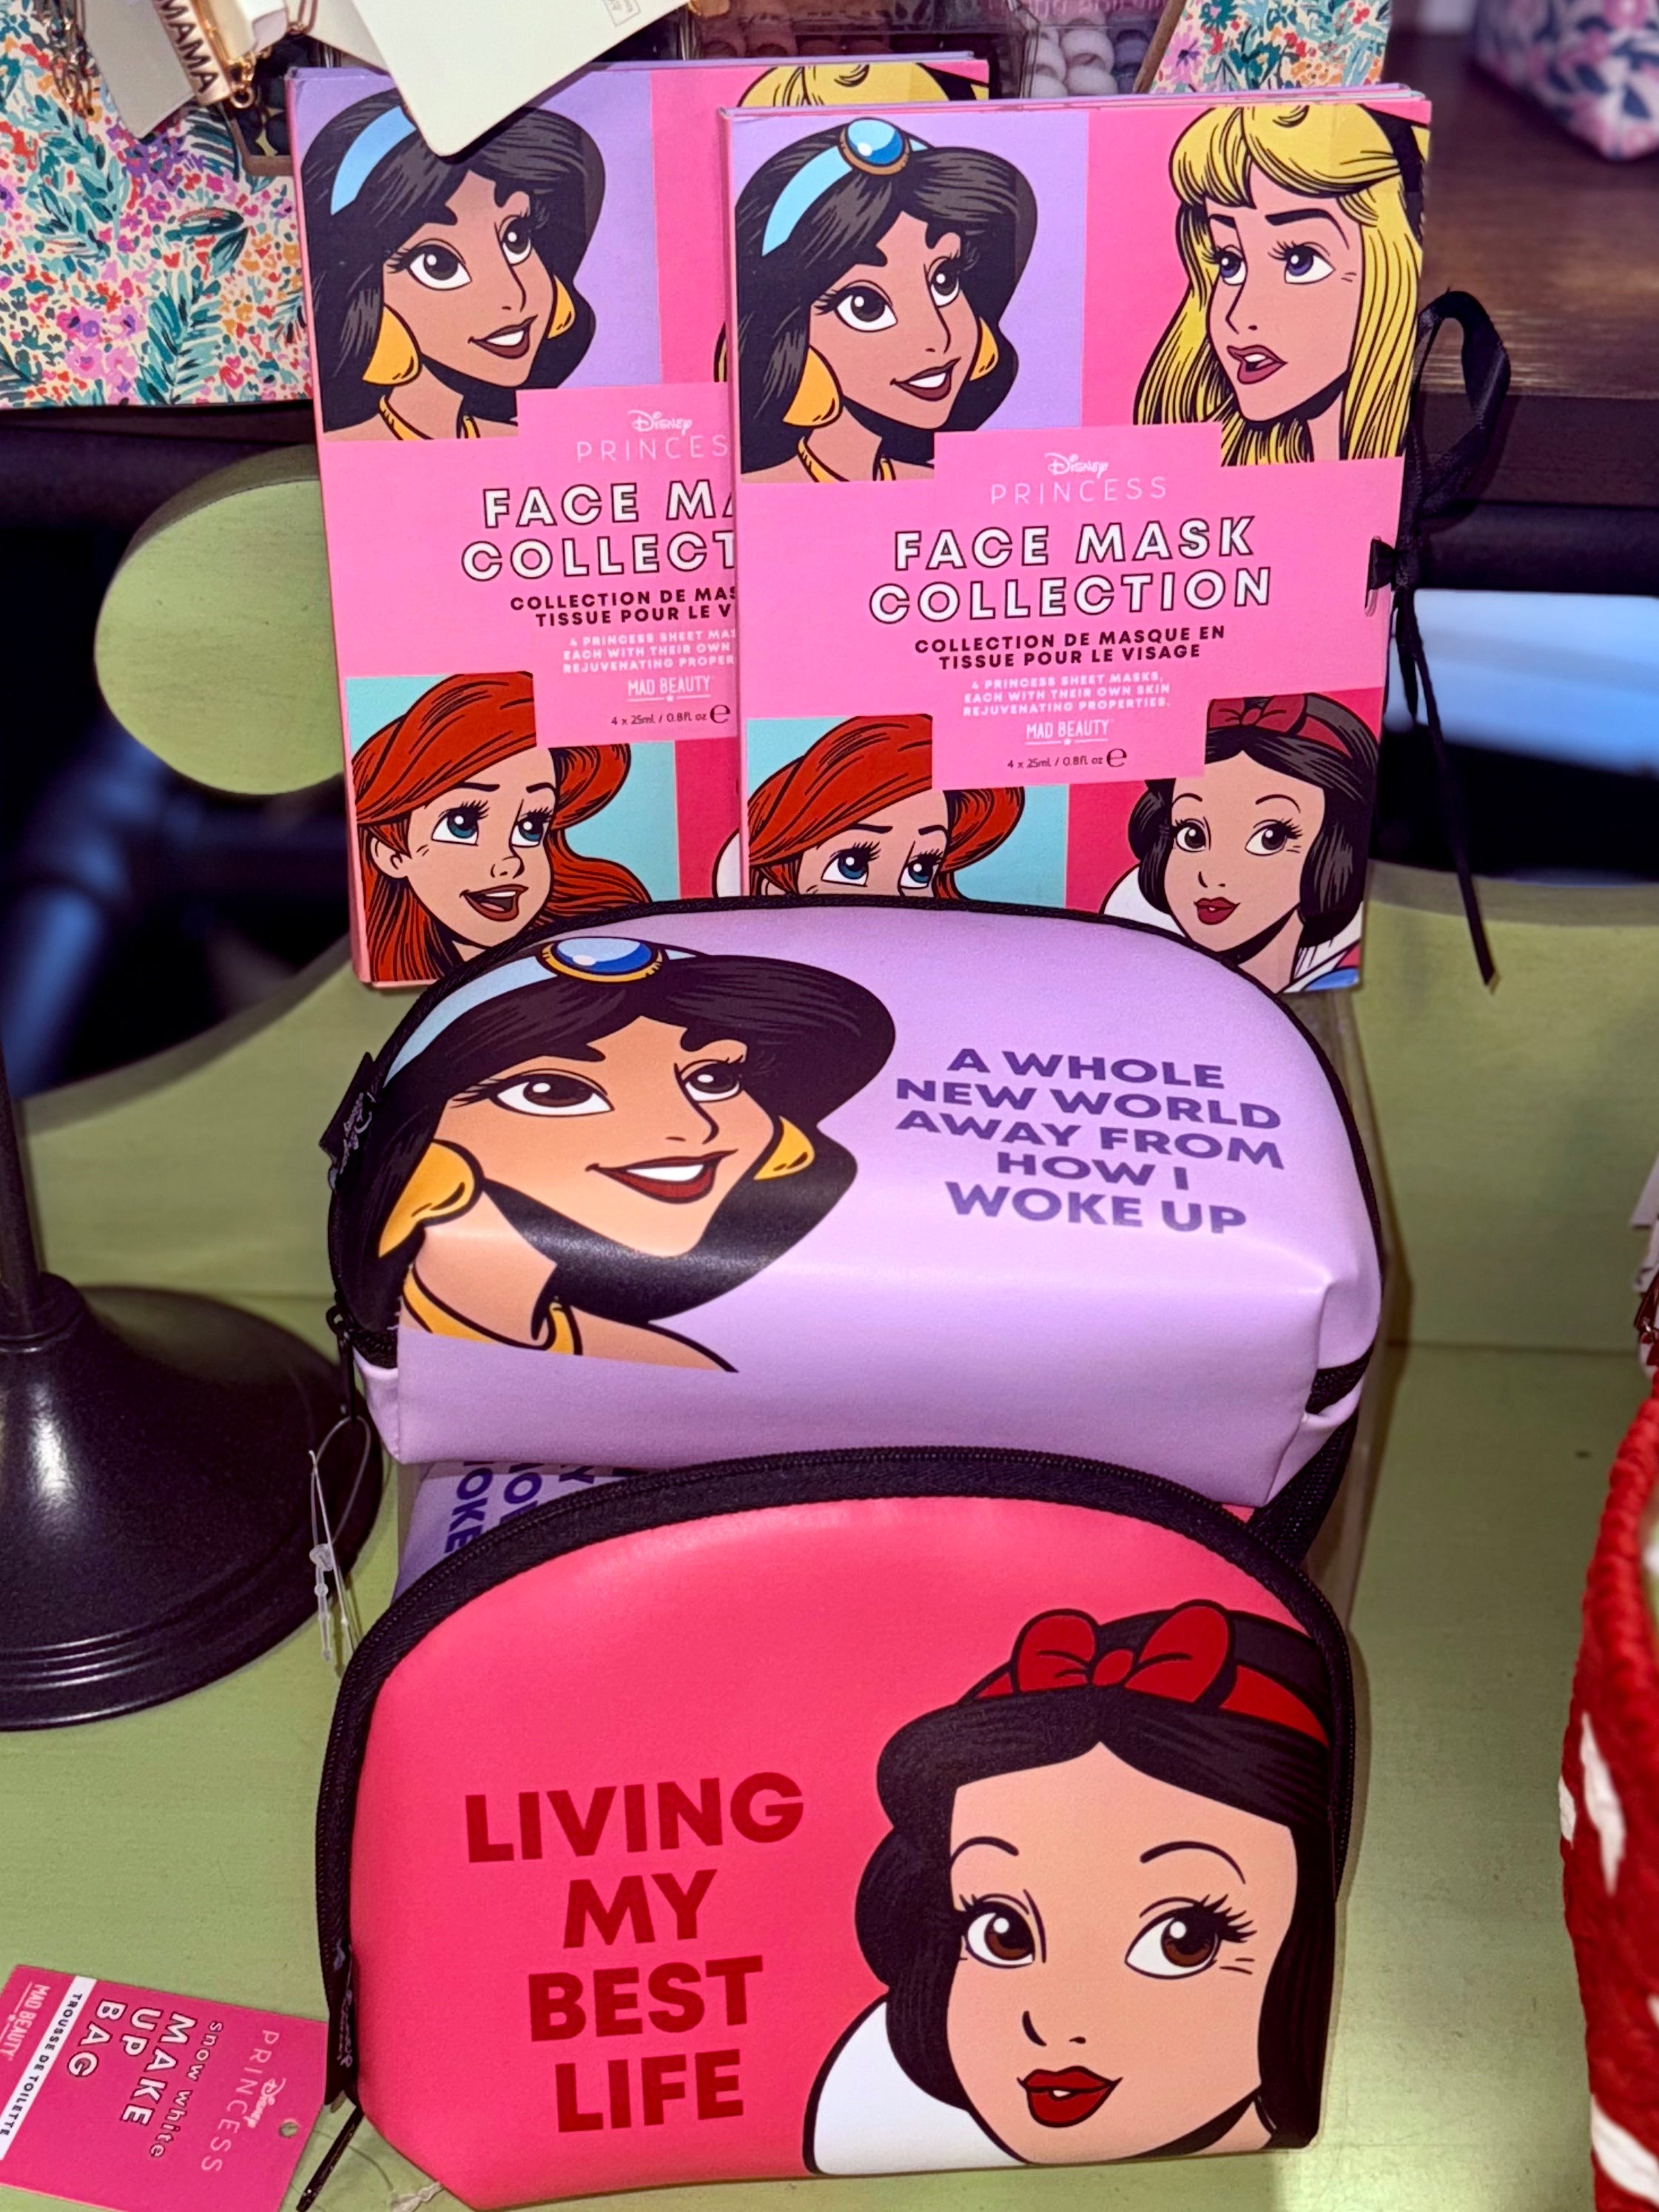 MAMA
Disney
PRINCES
FACE MA
COLLECT
COLLECTION DE MAS
TISSUE POUR LE V
4 PRINCESS SHEET MAS
EACH WITH THEIR OWN
REJUVENATING PROPER
MAD BEAUTY
4 x 25ml / 0.8fl oz e
Disney
PRINCESS
FACE MASK
COLLECTION
COLLECTION DE MASQUE EN
TISSUE POUR LE VISAGE
4 PRINCESS SHEET MASKS,
EACH WITH THEIR OWN SKIN
REJUVENATING PROPERTIES.
MAD BEAUTY
4 x 25ml / 0.8fl oz e
A WHOLE
NEW WORLD
AWAY FROM
HOW I
WOKE UP
LIVING
MY
BEST
LIFE
Disney
PRINCESS
Snow White
MAKE
UP
BAG
TROUSSE DE TOILETTE
MAD BEAUTY